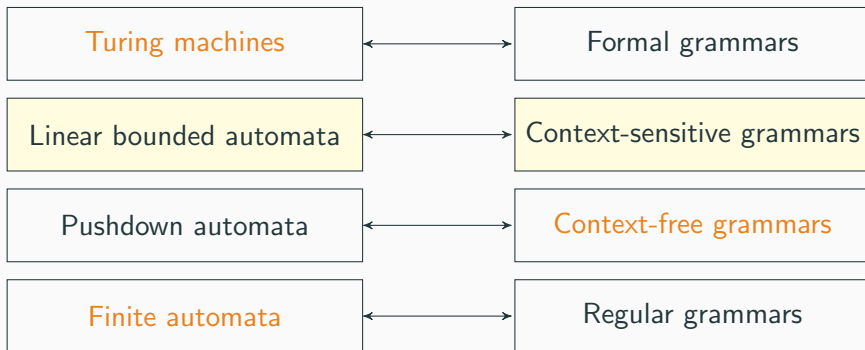 Turing machines
Formal grammars
Linear bounded automata
Context-sensitive grammars
Pushdown automata
Context-free grammars
Finite automata
Regular grammars